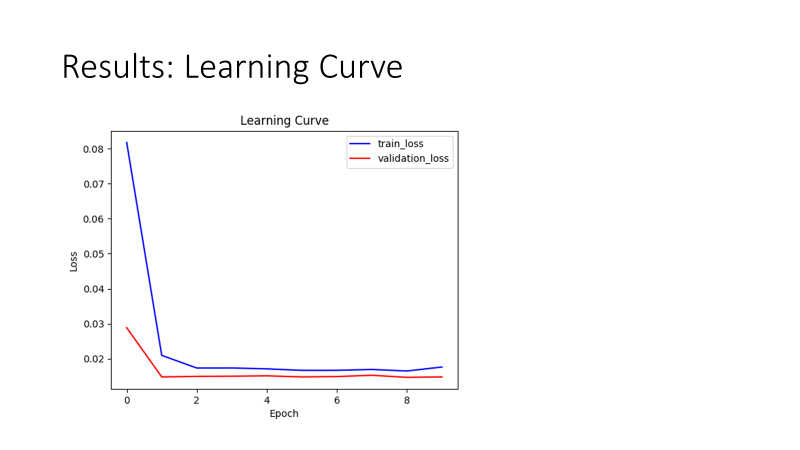 Results: Learning Curve
Learning Curve
train_loss
validation_loss
0.08
0.07
0.06
0.05
0.04
0.03
0.02
Loss
0 2 4 6 8
Epoch